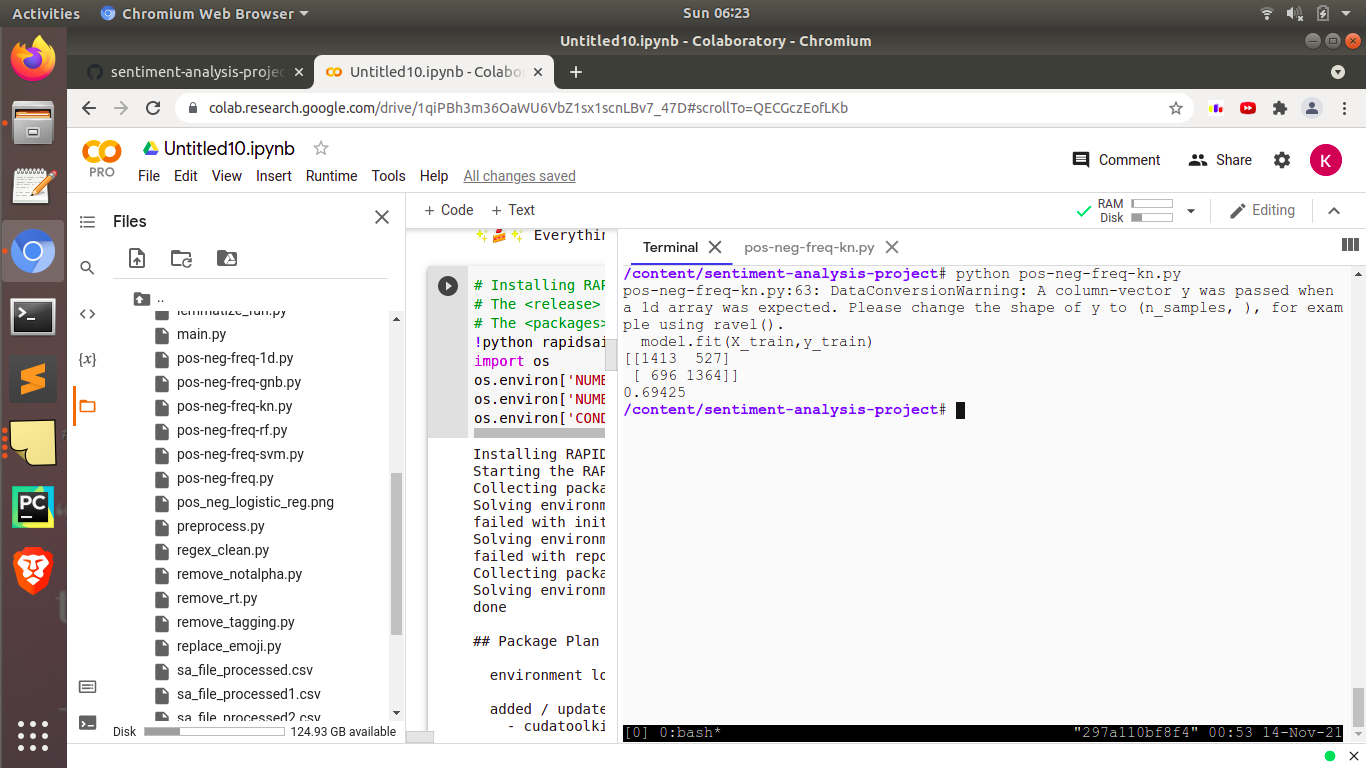 Activities
Chromium Web Browser
Sun 06:23
Untitled10.ipynb - Colaboratory - Chromium
sentiment-analysis-projec
Untitled10.ipynb - Colabo
colab.research.google.com/drive/1qiPBh3m36OaWU6VbZ1sx1scnLBv7_47D#scrollTo=QECGczEofLKb
PRO
Untitled10.ipynb
File Edit View Insert Runtime Tools Help All changes saved
Comment
Share
K
Files
+ Code + Text
RAM
Disk
Editing
..
lemmatize_fun.py
main.py
pos-neg-freq-1d.py
pos-neg-freq-gnb.py
pos-neg-freq-kn.py
pos-neg-freq-rf.py
pos-neg-freq-svm.py
pos-neg-freq.py
pos_neg_logistic_reg.png
preprocess.py
regex_clean.py
remove_notalpha.py
remove_rt.py
remove_tagging.py
replace_emoji.py
sa_file_processed.csv
sa_file_processed1.csv
sa_file_processed2.csv
Disk
124.93 GB available
{x}
✨🍰✨ Everythin
# Installing RAP
# The <release>
# The <packages>
!python rapidsai
import os
os.environ['NUMB
os.environ['NUMB
os.environ['COND
Installing RAPID
Starting the RAP
Collecting packa
Solving environm
failed with init
Solving environm
failed with repo
Collecting packa
Solving environm
done
## Package Plan
environment lo
added / update
- cudatoolki
Terminal
pos-neg-freq-kn.py
/content/sentiment-analysis-project# python pos-neg-freq-kn.py
pos-neg-freq-kn.py:63: DataConversionWarning: A column-vector y was passed when
a 1d array was expected. Please change the shape of y to (n_samples, ), for exam
ple using ravel().
model.fit(X_train,y_train)
[[1413 527]
[ 696 1364]]
0.69425
/content/sentiment-analysis-project#
[0] 0:bash*
"297a110bf8f4" 00:53 14-Nov-21
PC